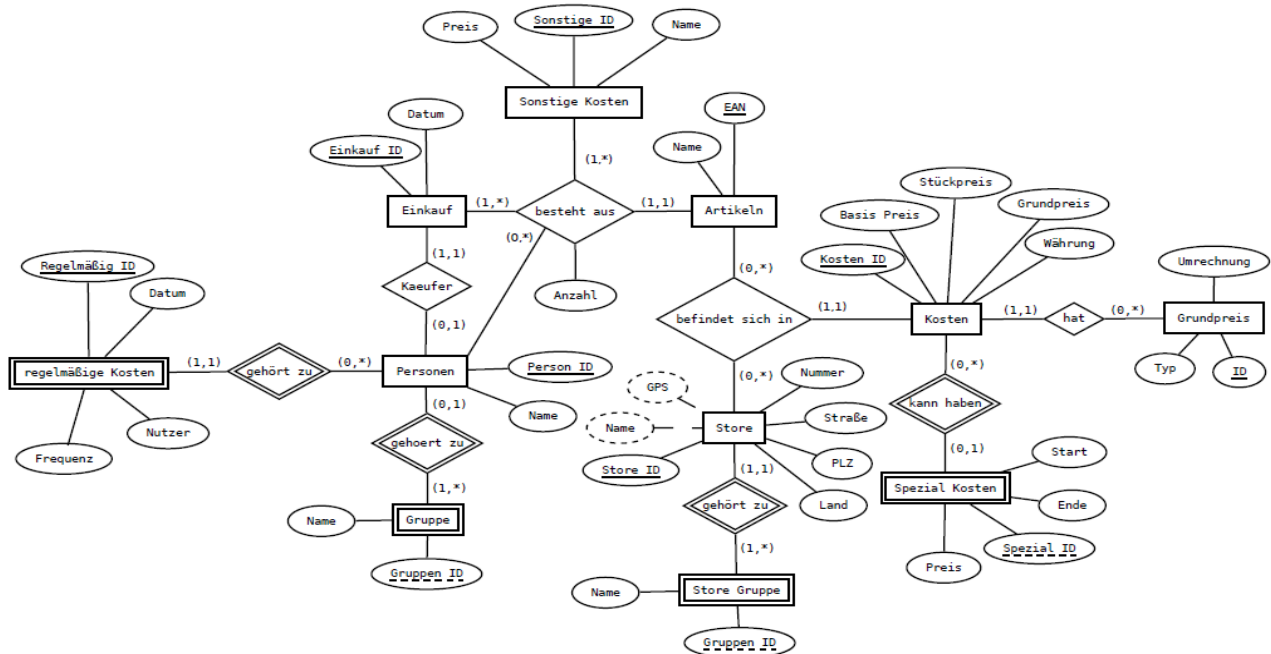 Sonstige ID
Preis
Name
Sonstige Kosten
EAN
Datum
Name
Einkauf ID
(1,*)
Stückpreis
Einkauf
(1,*)
besteht aus
(1,1)
Artikeln
Basis Preis
Grundpreis
(0,*)
Währung
Regelmäßig ID
(1,1)
Kosten ID
Umrechnung
Datum
Kaeufer
Anzahl
(0,*)
befindet sich in
(1,1)
Kosten
(1,1)
hat
(0,*)
Grundpreis
(0,1)
regelmäßige Kosten
(1,1)
gehört zu
(0,*)
Personen
Person ID
(0,*)
Nummer
(0,*)
Typ
ID
GPS
(0,1)
Name
kann haben
Nutzer
Name
Store
Straße
Frequenz
gehoert zu
Store ID
(1,1)
PLZ
(0,1)
Start
(1,*)
gehört zu
Land
Spezial Kosten
Ende
Name
Gruppe
(1,*)
Spezial ID
Preis
Gruppen ID
Name
Store Gruppe
Gruppen ID